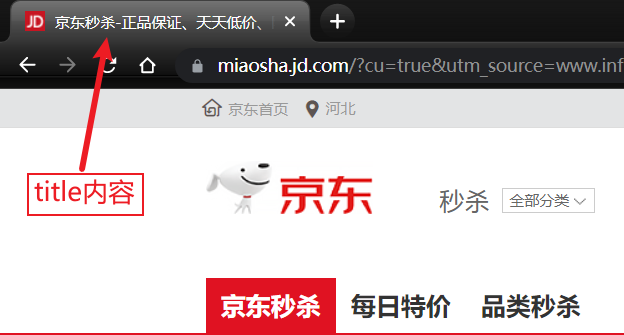 JD 京东秒杀-正品保证、天天低价、
miaosha.jd.com/?cu=true&utm_source=www.inf
京东首页 河北
title内容
京东 秒杀 全部分类
京东秒杀 每日特价 品类秒杀